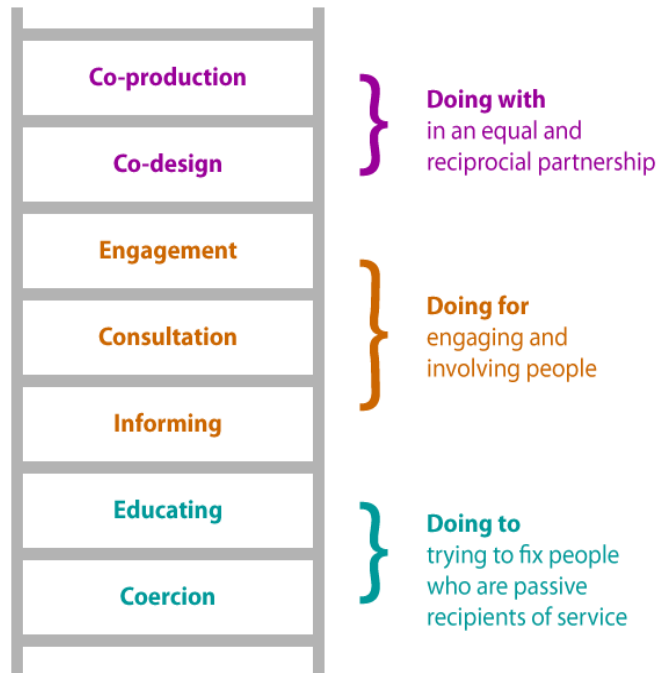 Co-production
Co-design
Doing with
in an equal and
reciprocial partnership
Engagement
Consultation
Informing
Doing for
engaging and
involving people
Educating
Coercion
Doing to
trying to fix people
who are passive
recipients of service